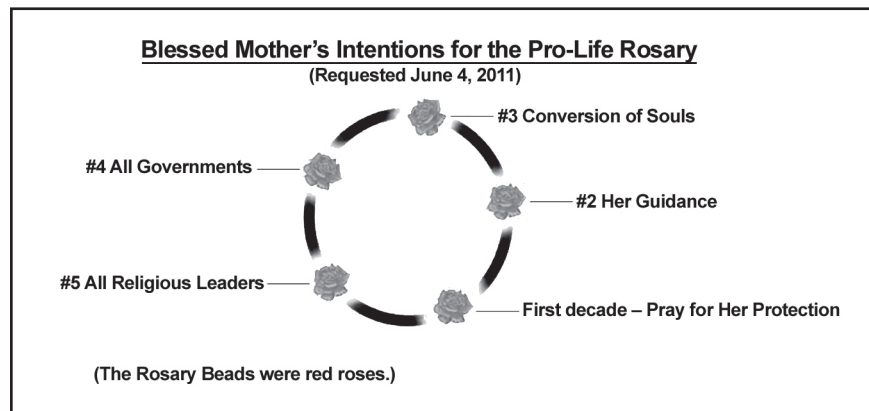 Blessed Mother's Intentions for the Pro-Life Rosary
(Requested June 4, 2011)
#3 Conversion of Souls
#4 All Governments
#2 Her Guidance
#5 All Religious Leaders
First decade – Pray for Her Protection
(The Rosary Beads were red roses.)